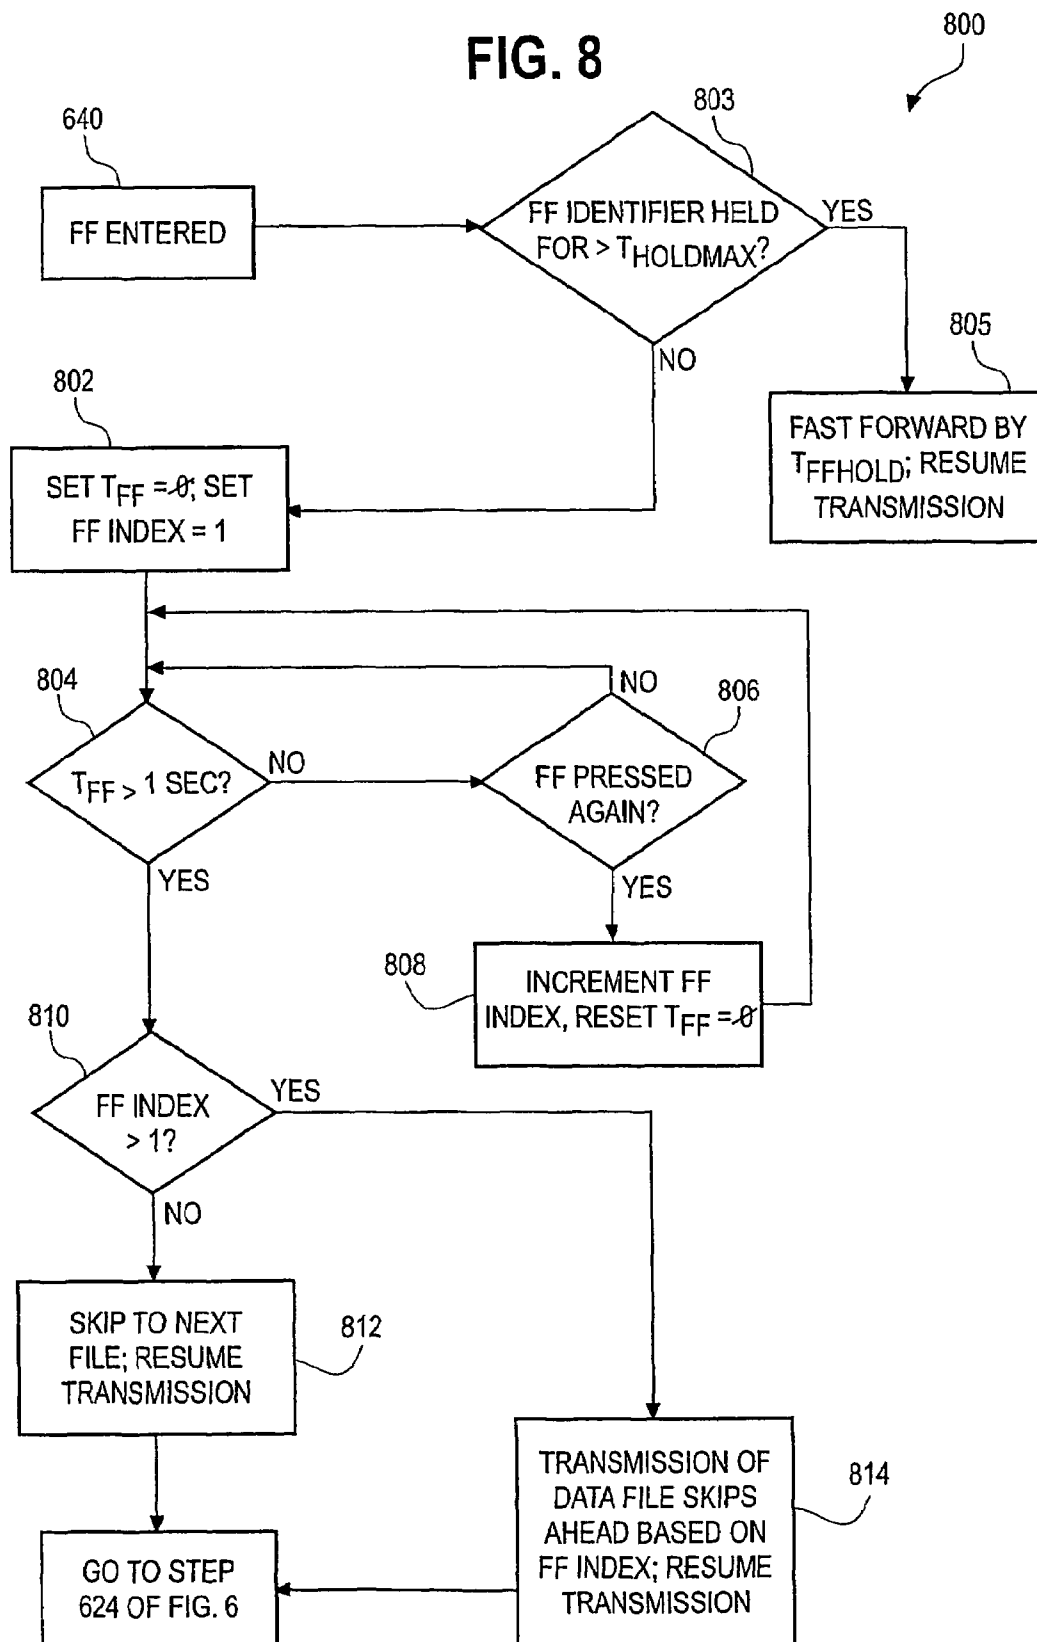 FIG. 8
800
640
FF ENTERED
803
FF IDENTIFIER HELD
FOR > THOLDMAX?
YES
NO
805
FAST FORWARD BY
TFFHOLD; RESUME
TRANSMISSION
802
SET TFF = 0; SET
FF INDEX = 1
804
TFF > 1 SEC?
NO
YES
806
FF PRESSED
AGAIN?
NO
YES
808
INCREMENT FF
INDEX, RESET TFF = 0
810
FF INDEX
> 1?
YES
NO
812
SKIP TO NEXT
FILE; RESUME
TRANSMISSION
814
TRANSMISSION OF
DATA FILE SKIPS
AHEAD BASED ON
FF INDEX; RESUME
TRANSMISSION
GO TO STEP
624 OF FIG. 6